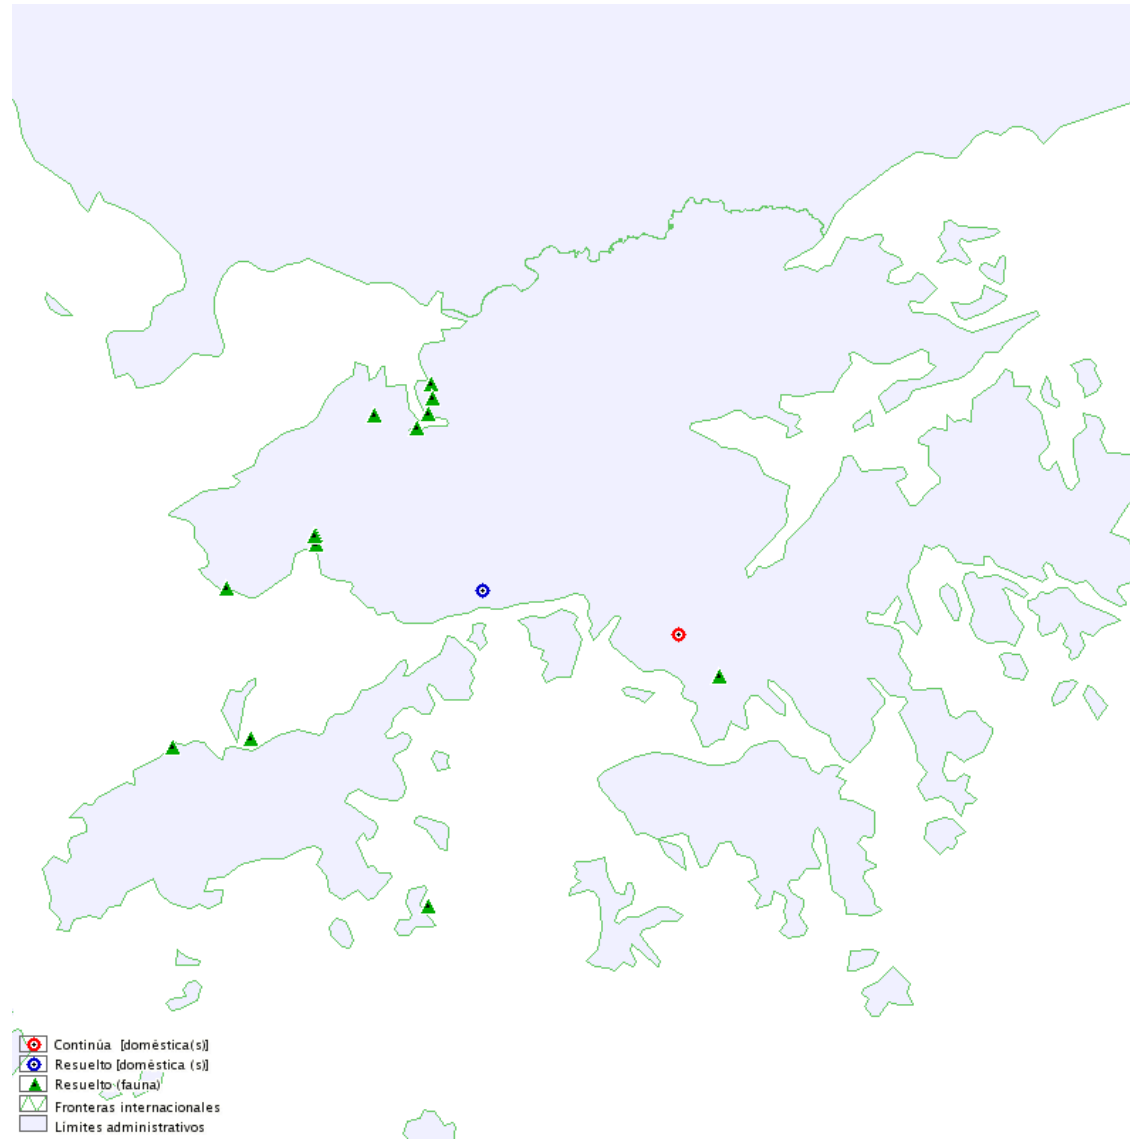 Continúa [doméstica(s)]
Resuelto [doméstica (s)]
Resuelto (fauna)
Fronteras internacionales
Límites administrativos